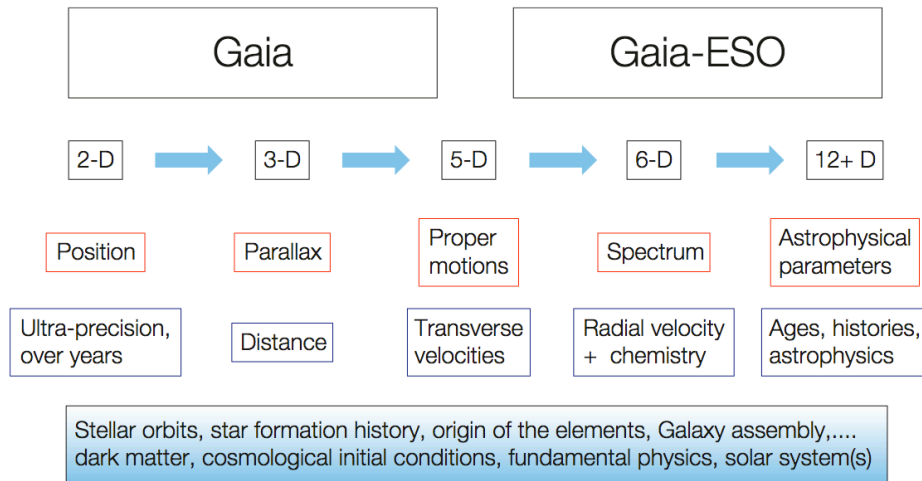 Gaia
Gaia-ESO
2-D
3-D
5-D
6-D
12+ D
Position
Parallax
Proper
motions
Spectrum
Astrophysical
parameters
Ultra-precision,
over years
Distance
Transverse
velocities
Radial velocity
+ chemistry
Ages, histories,
astrophysics
Stellar orbits, star formation history, origin of the elements, Galaxy assembly,....
dark matter, cosmological initial conditions, fundamental physics, solar system(s)